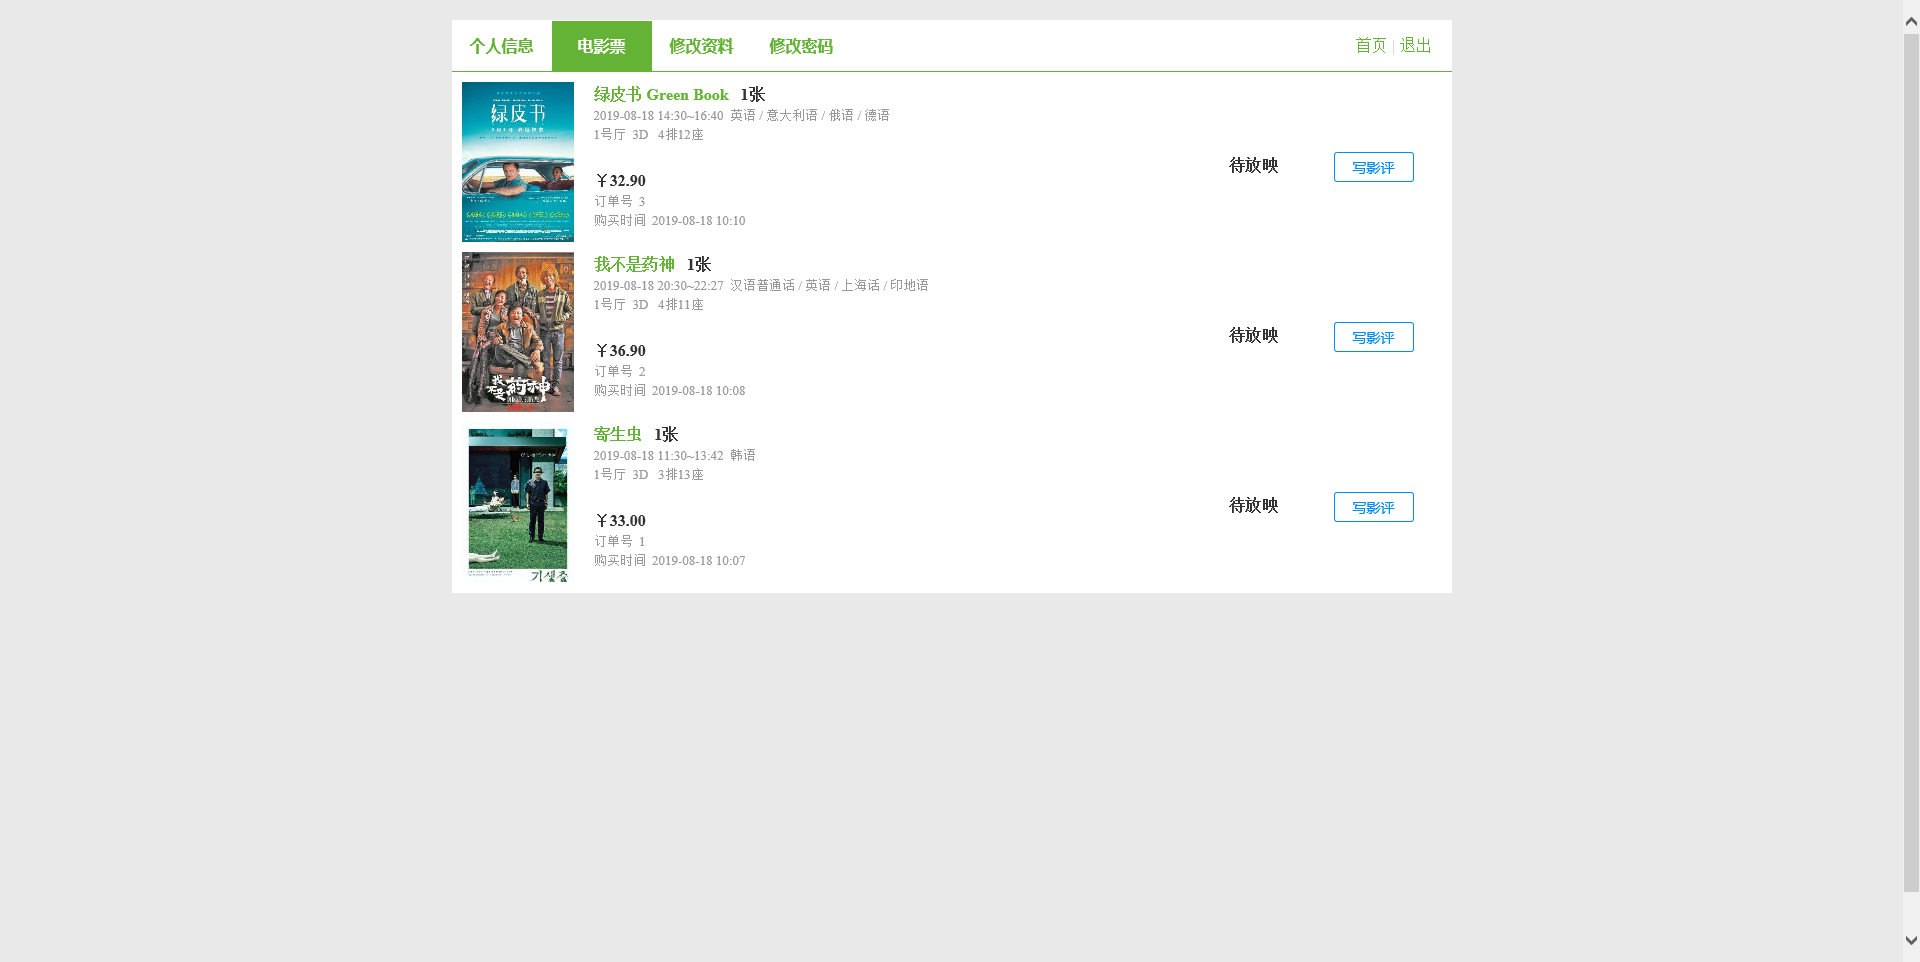 个人信息 电影票 修改资料 修改密码 首页 | 退出
绿皮书
绿皮书 Green Book 1张
2019-08-18 14:30~16:40 英语 / 意大利语 / 俄语 / 德语
1号厅 3D 4排12座
待放映 写影评
￥32.90
订单号 3
购买时间 2019-08-18 10:10
我不是药神
我不是药神 1张
2019-08-18 20:30~22:27 汉语普通话 / 英语 / 上海话 / 印地语
1号厅 3D 4排11座
待放映 写影评
￥36.90
订单号 2
购买时间 2019-08-18 10:08
寄生虫 1张
2019-08-18 11:30~13:42 韩语
1号厅 3D 3排13座
待放映 写影评
￥33.00
订单号 1
购买时间 2019-08-18 10:07
기생충